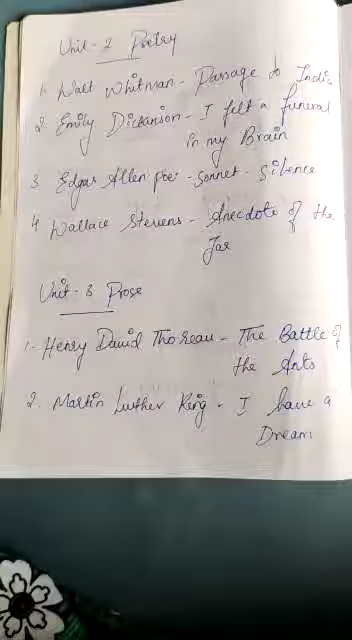 Unit - 2 Poetry
1. Walt Whitman - Passage to India
2. Emily Dickinson - I felt a funeral
in my Brain
3 Edgar Allen poe - Sonnet - Silence
4 Wallace Stevens - Anecdote of the
Jar
Unit - 3 Prose
1 - Henry David Thoreau - The Battle of
the Ants
2. Martin Luther King - I have a
Dream